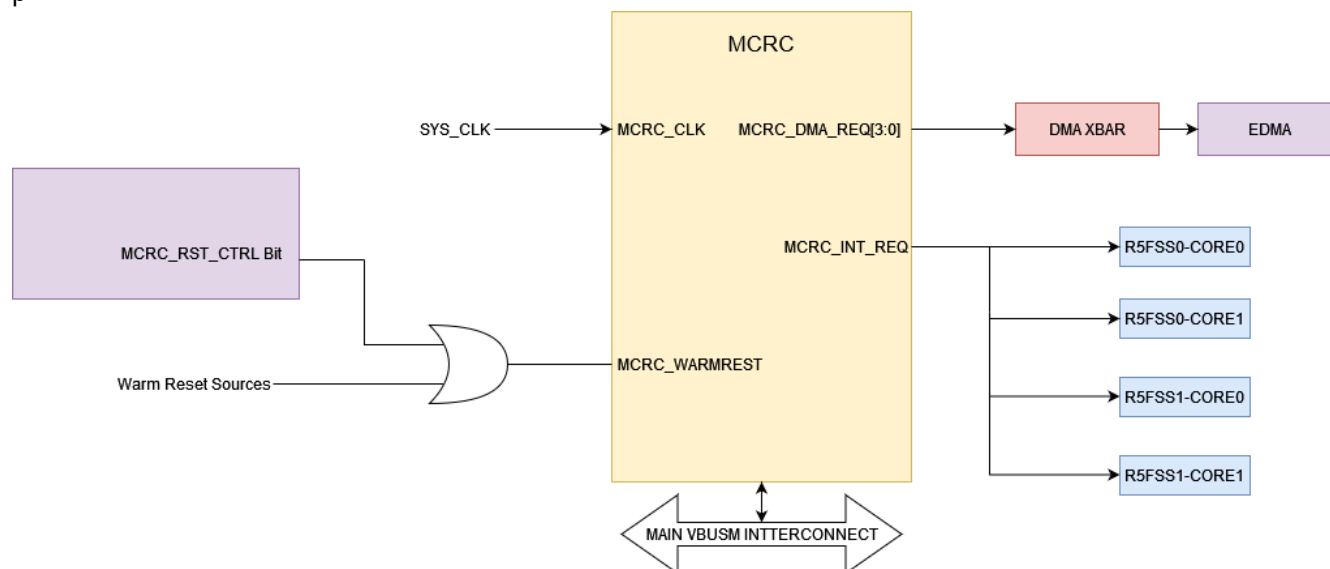 MCRC
SYS_CLK
MCRC_CLK
MCRC_DMA_REQ[3:0]
DMA XBAR
EDMA
MCRC_RST_CTRL Bit
MCRC_INT_REQ
R5FSS0-CORE0
R5FSS0-CORE1
Warm Reset Sources
MCRC_WARMREST
R5FSS1-CORE0
R5FSS1-CORE1
MAIN VBUSM INTTERCONNECT